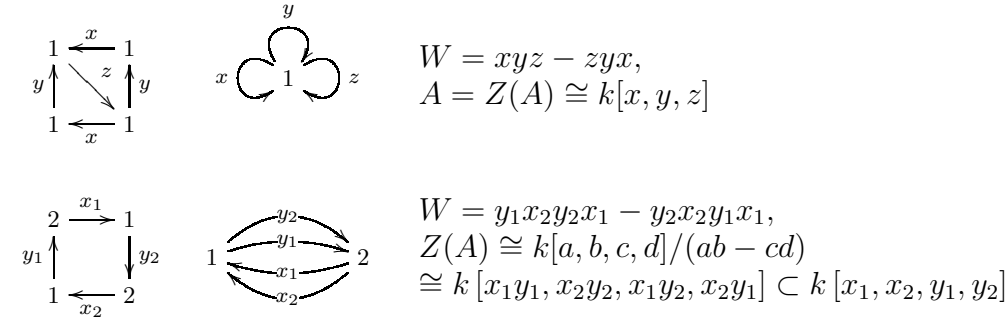 y
1 x 1 W = xyz − zyx,
y z y x 1 z A = Z(A) ≅ k[x, y, z]
1 x 1
2 x₁ 1 y₂ W = y₁x₂y₂x₁ − y₂x₂y₁x₁,
y₁ y₂ 1 y₁ 2 Z(A) ≅ k[a, b, c, d]/(ab − cd)
1 x₂ 2 x₁ ≅ k [x₁y₁, x₂y₂, x₁y₂, x₂y₁] ⊂ k [x₁, x₂, y₁, y₂]
x₂